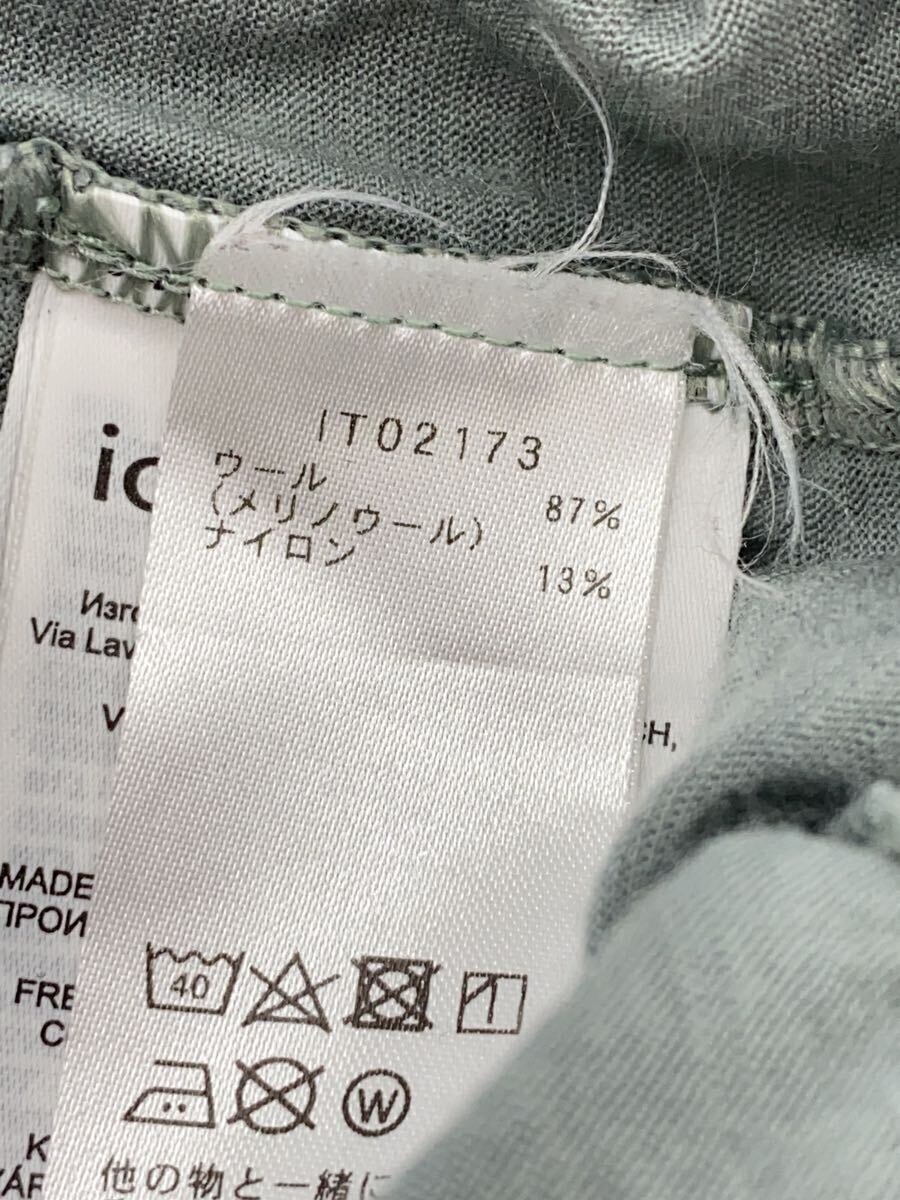 IT02173
ウール 87%
(メリノウール)
ナイロン 13%
40
W
他の物と一緒に
ic
Изго
Via Lav
V
CH,
MADE
ПРОИ
FRE
C
K